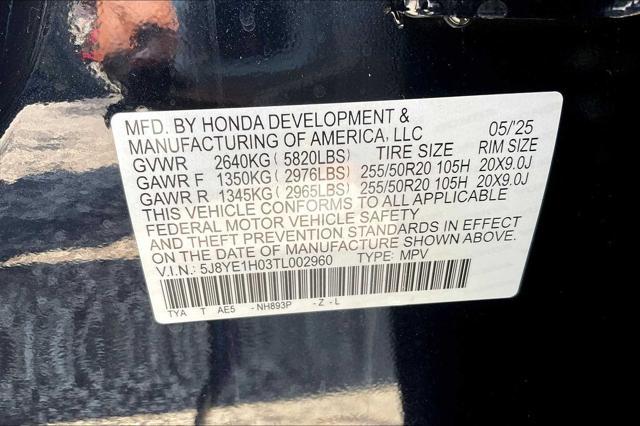 MFD. BY HONDA DEVELOPMENT &
MANUFACTURING OF AMERICA, LLC 05/'25
GVWR 2640KG ( 5820LBS) TIRE SIZE RIM SIZE
GAWR F 1350KG ( 2976LBS) 255/50R20 105H 20X9.0J
GAWR R 1345KG ( 2965LBS) 255/50R20 105H 20X9.0J
THIS VEHICLE CONFORMS TO ALL APPLICABLE
FEDERAL MOTOR VEHICLE SAFETY
AND THEFT PREVENTION STANDARDS IN EFFECT
ON THE DATE OF MANUFACTURE SHOWN ABOVE.
V.I.N.: 5J8YE1H03TL002960 TYPE: MPV
TYA T AE5 - NH893P - Z - L